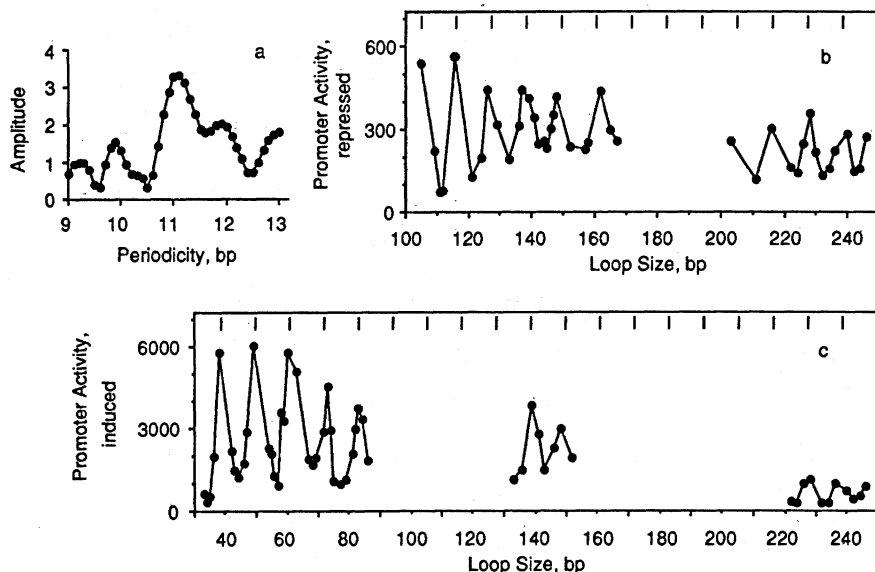 a
4
3
2
1
0
Amplitude
9 10 11 12 13
Periodicity, bp
b
600
300
0
Promoter Activity,
repressed
100 120 140 160 180 200 220 240
Loop Size, bp
c
6000
3000
0
Promoter Activity,
induced
40 60 80 100 120 140 160 180 200 220 240
Loop Size, bp